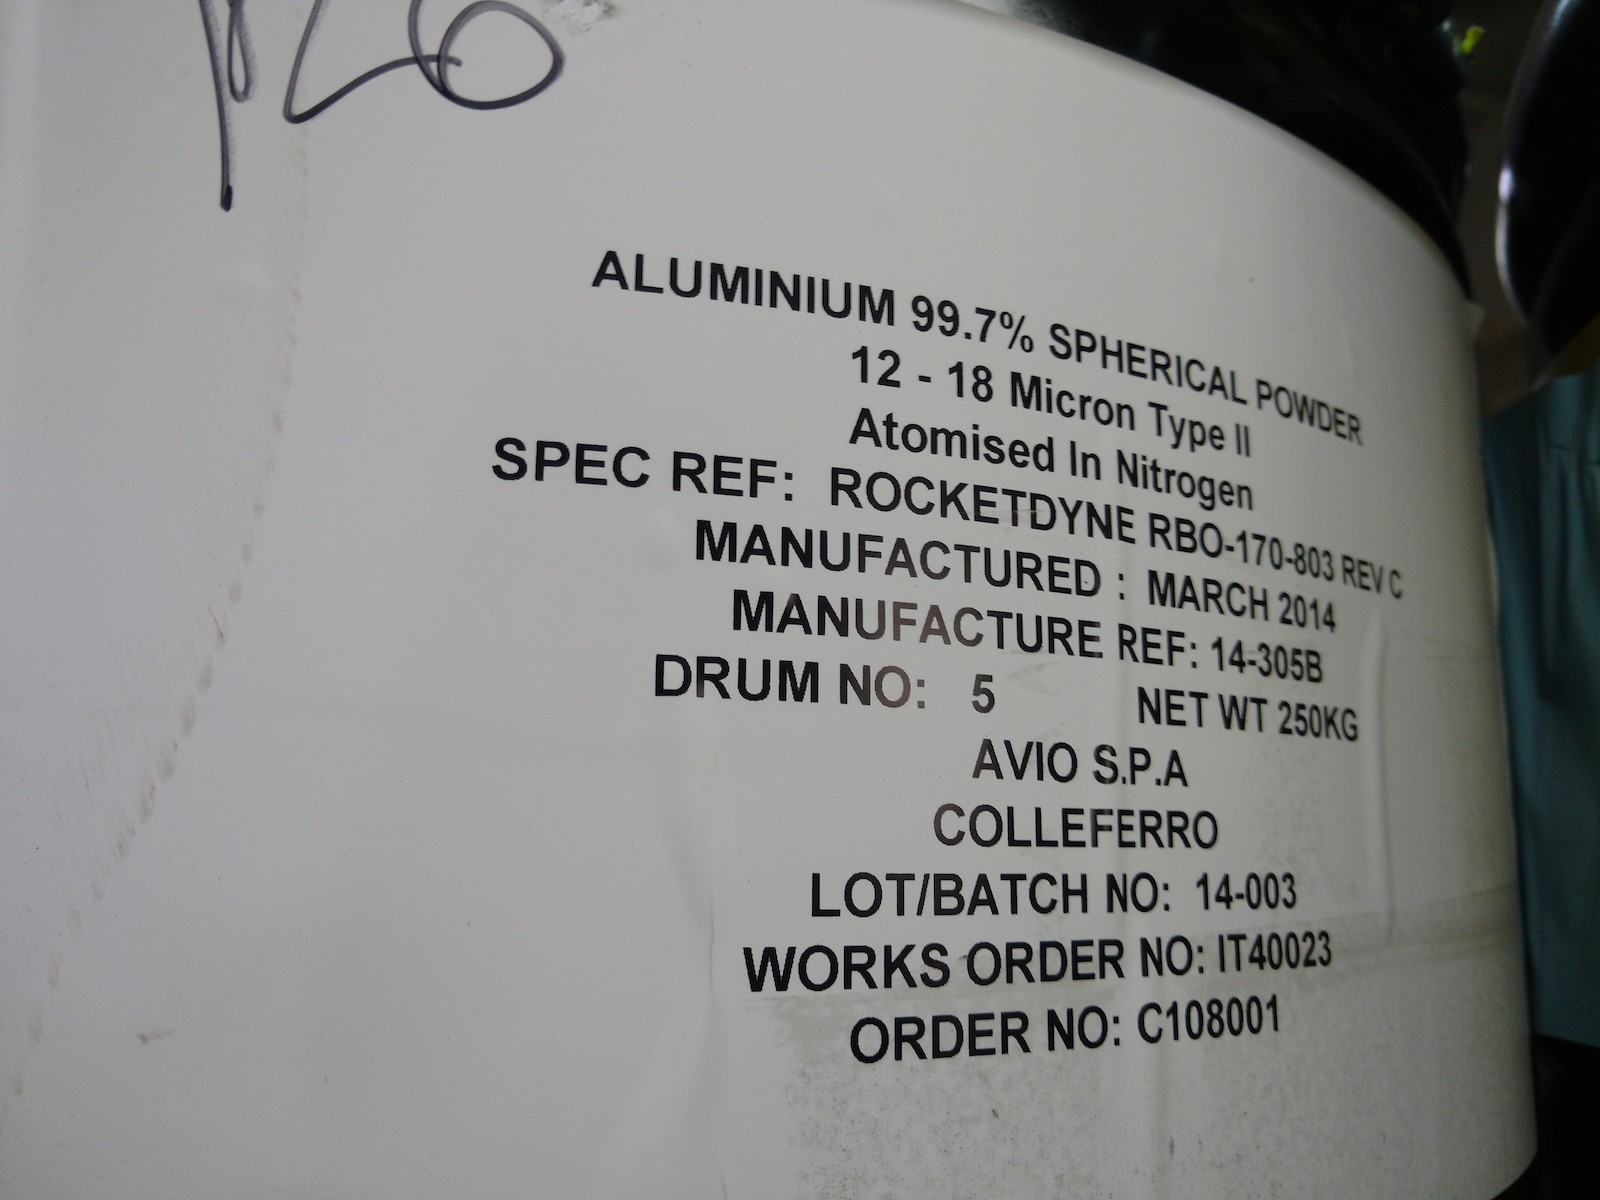 ALUMINIUM 99.7% SPHERICAL POWDER
12 - 18 Micron Type II
Atomised In Nitrogen
SPEC REF: ROCKETDYNE RBO-170-803 REV C
MANUFACTURED : MARCH 2014
MANUFACTURE REF: 14-305B
DRUM NO: 5 NET WT 250KG
AVIO S.P.A
COLLEFERRO
LOT/BATCH NO: 14-003
WORKS ORDER NO: IT40023
ORDER NO: C108001